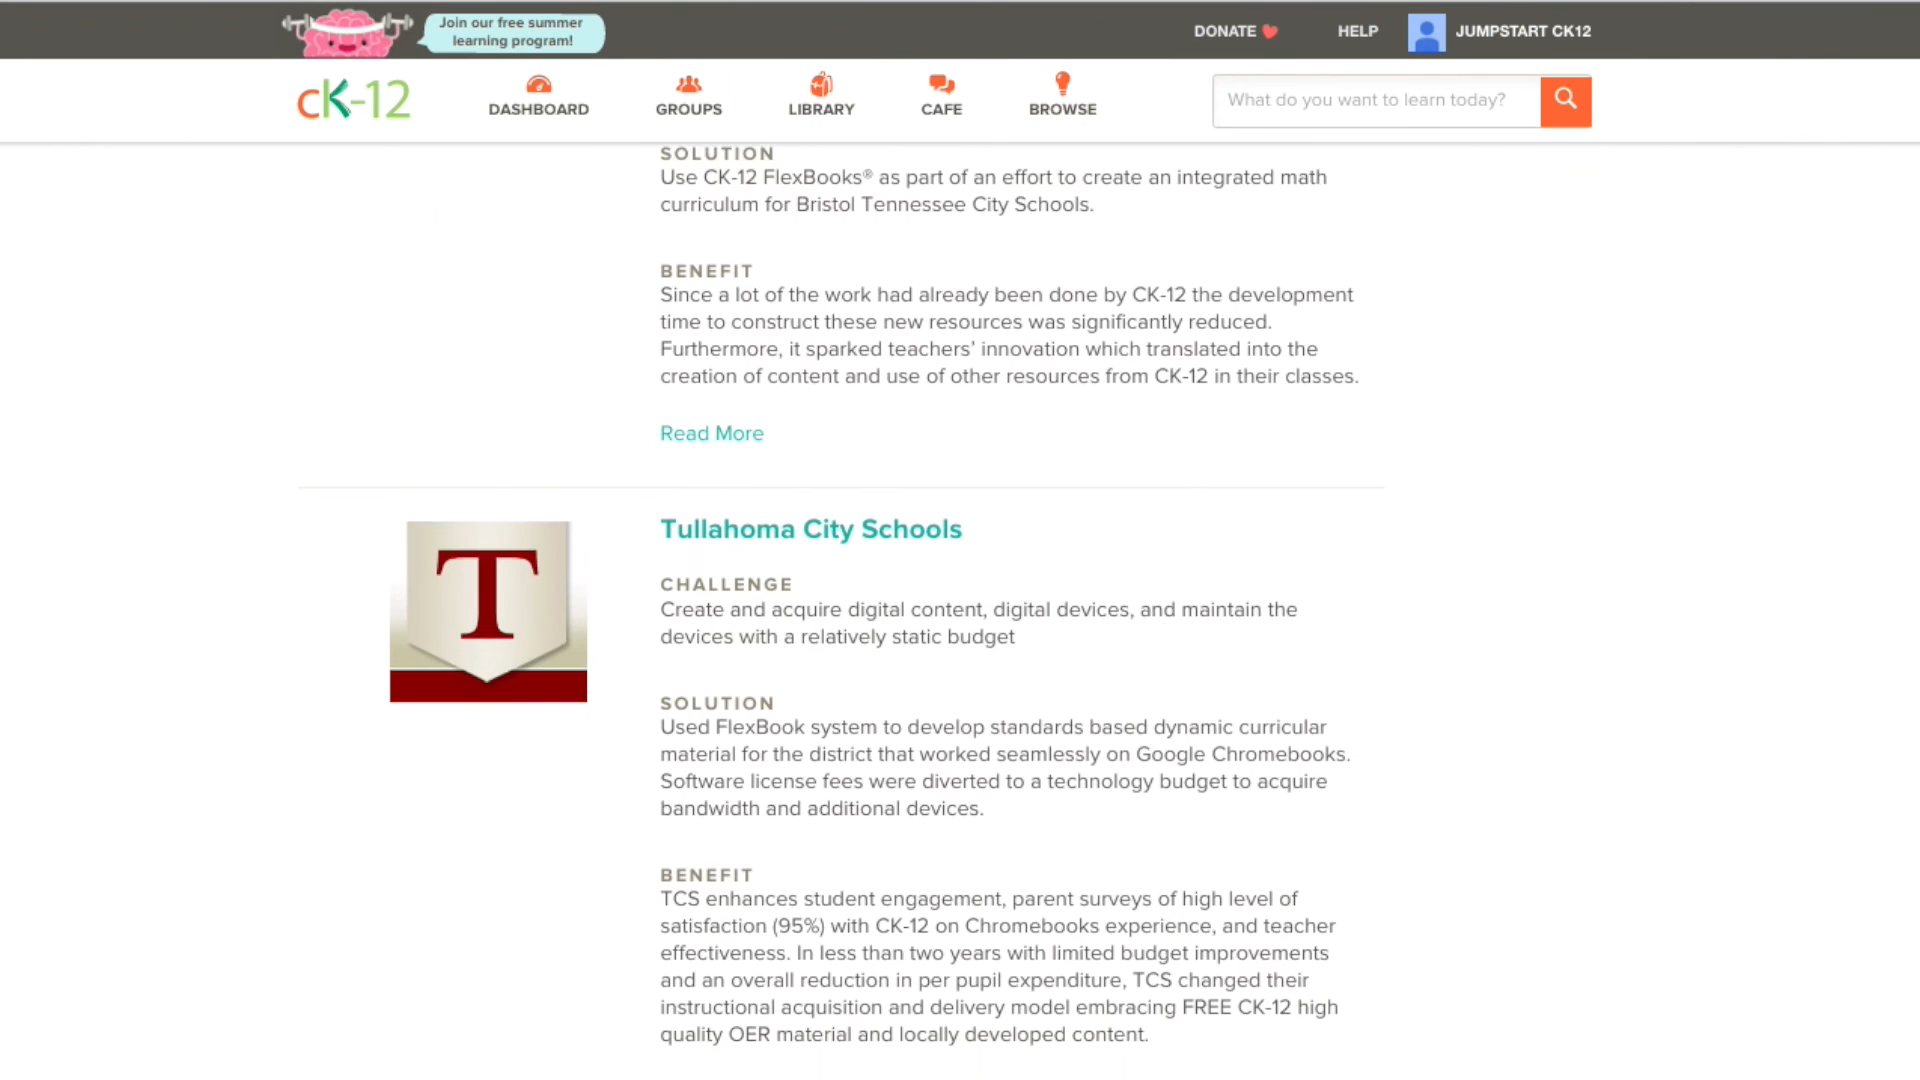 Join our free summer
learning program!
DONATE
HELP
JUMPSTART CK12
cK-12
DASHBOARD
GROUPS
LIBRARY
CAFE
BROWSE
What do you want to learn today?
SOLUTION
Use CK-12 FlexBooks® as part of an effort to create an integrated math
curriculum for Bristol Tennessee City Schools.
BENEFIT
Since a lot of the work had already been done by CK-12 the development
time to construct these new resources was significantly reduced.
Furthermore, it sparked teachers’ innovation which translated into the
creation of content and use of other resources from CK-12 in their classes.
Read More
T
Tullahoma City Schools
CHALLENGE
Create and acquire digital content, digital devices, and maintain the
devices with a relatively static budget
SOLUTION
Used FlexBook system to develop standards based dynamic curricular
material for the district that worked seamlessly on Google Chromebooks.
Software license fees were diverted to a technology budget to acquire
bandwidth and additional devices.
BENEFIT
TCS enhances student engagement, parent surveys of high level of
satisfaction (95%) with CK-12 on Chromebooks experience, and teacher
effectiveness. In less than two years with limited budget improvements
and an overall reduction in per pupil expenditure, TCS changed their
instructional acquisition and delivery model embracing FREE CK-12 high
quality OER material and locally developed content.